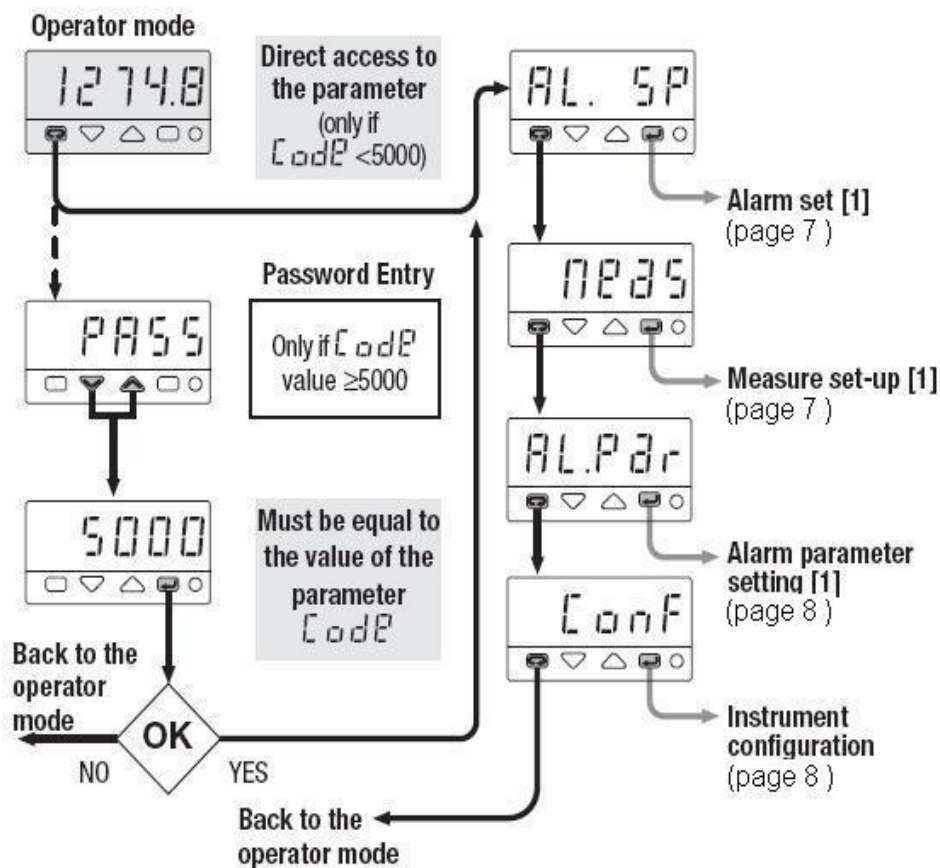 Operator mode
1274.8
Direct access to
the parameter
(only if
Code <5000)
AL. SP
Alarm set [1]
(page 7 )
Password Entry
Only if Code
value ≥5000
PASS
Meas
Measure set-up [1]
(page 7 )
5000
Must be equal to
the value of the
parameter
Code
AL.Par
Alarm parameter
setting [1]
(page 8 )
Conf
Instrument
configuration
(page 8 )
Back to the
operator
mode
OK
NO
YES
Back to the
operator mode